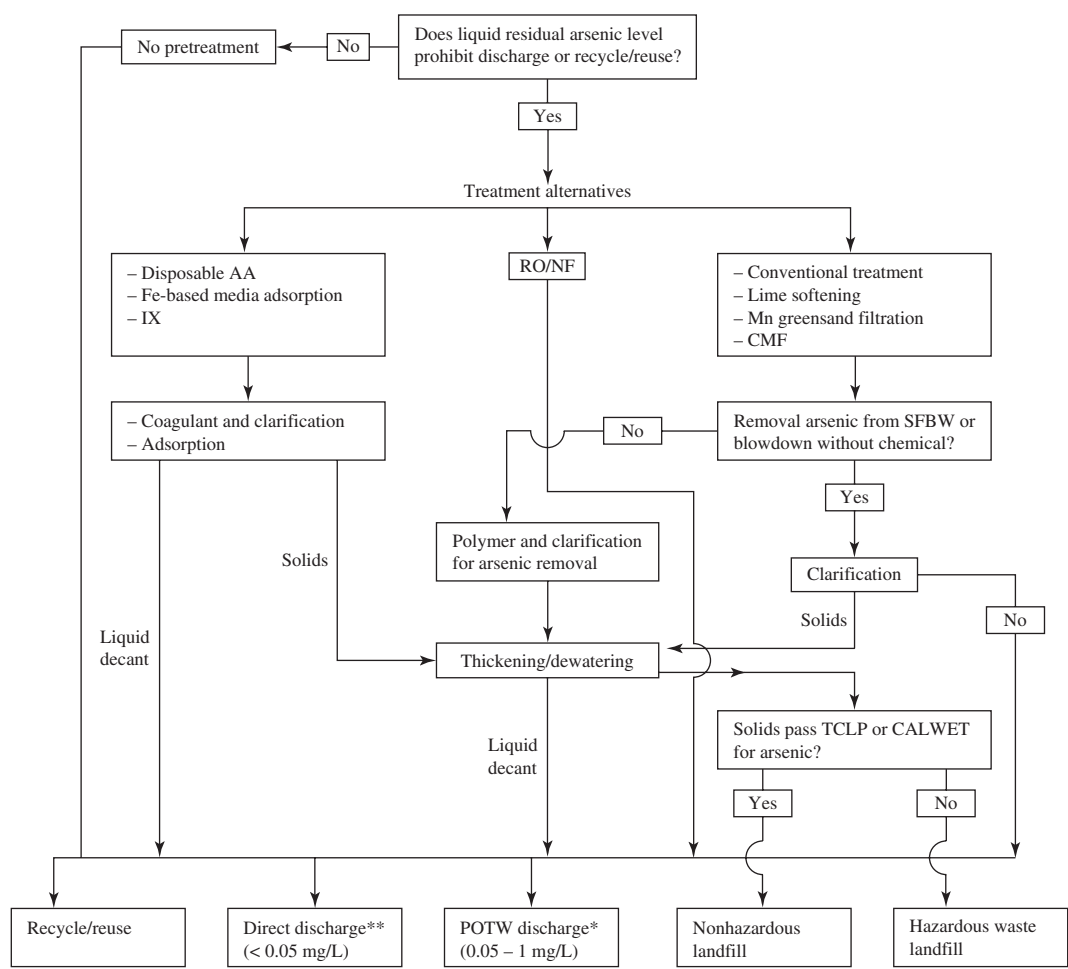 Does liquid residual arsenic level
prohibit discharge or recycle/reuse?
No
No pretreatment
Yes
Treatment alternatives
– Disposable AA
– Fe-based media adsorption
– IX
RO/NF
– Conventional treatment
– Lime softening
– Mn greensand filtration
– CMF
– Coagulant and clarification
– Adsorption
No
Removal arsenic from SFBW or
blowdown without chemical?
Yes
Solids
Polymer and clarification
for arsenic removal
Clarification
No
Solids
Liquid
decant
Thickening/dewatering
Liquid
decant
Solids pass TCLP or CALWET
for arsenic?
Yes
No
Recycle/reuse
Direct discharge**
(< 0.05 mg/L)
POTW discharge*
(0.05 – 1 mg/L)
Nonhazardous
landfill
Hazardous waste
landfill